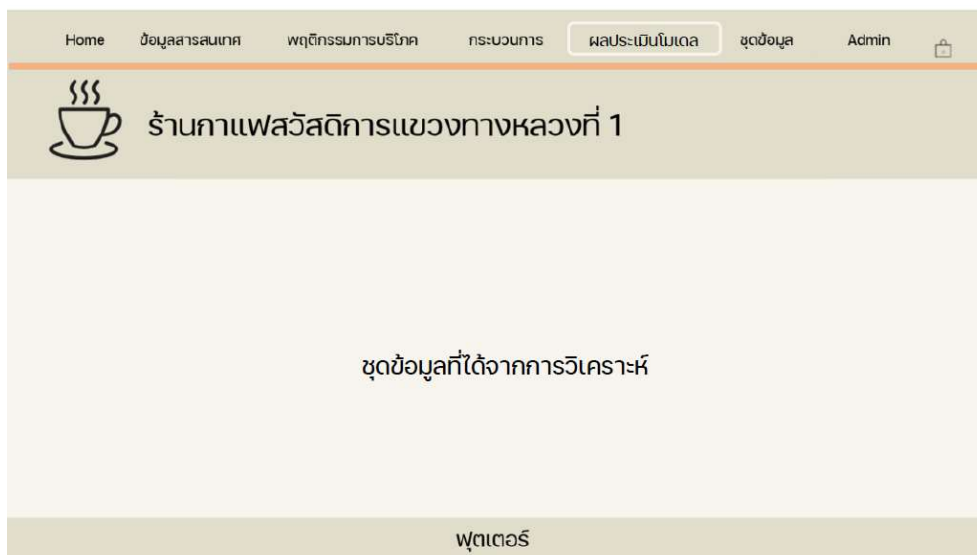 Home ข้อมูลสารสนเทศ พฤติกรรมการบริโภค กระบวนการ ผลประเมินโมเดล ชุดข้อมูล Admin
ร้านกาแฟสวัสดิการแขวงทางหลวงที่ 1
ชุดข้อมูลที่ได้จากการวิเคราะห์
ฟุตเตอร์